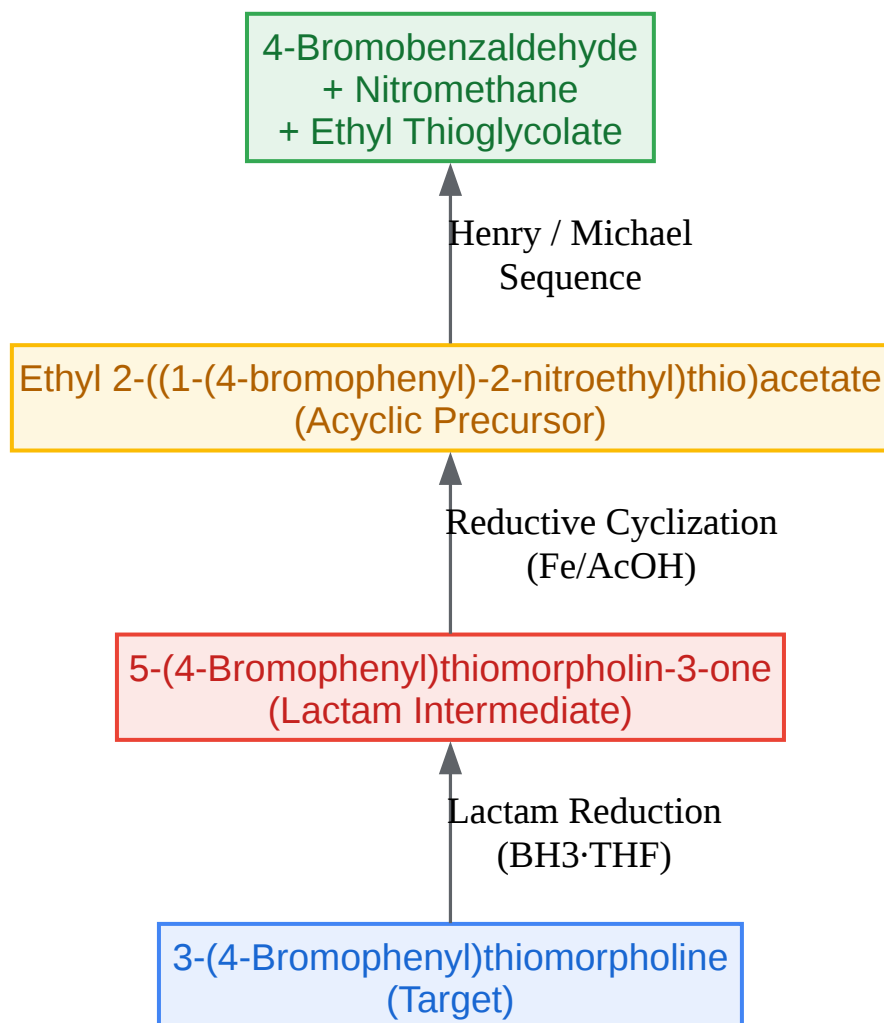 4-Bromobenzaldehyde
+ Nitromethane
+ Ethyl Thioglycolate
Henry / Michael
Sequence
Ethyl 2-((1-(4-bromophenyl)-2-nitroethyl)thio)acetate
(Acyclic Precursor)
Reductive Cyclization
(Fe/AcOH)
5-(4-Bromophenyl)thiomorpholin-3-one
(Lactam Intermediate)
Lactam Reduction
(BH3·THF)
3-(4-Bromophenyl)thiomorpholine
(Target)